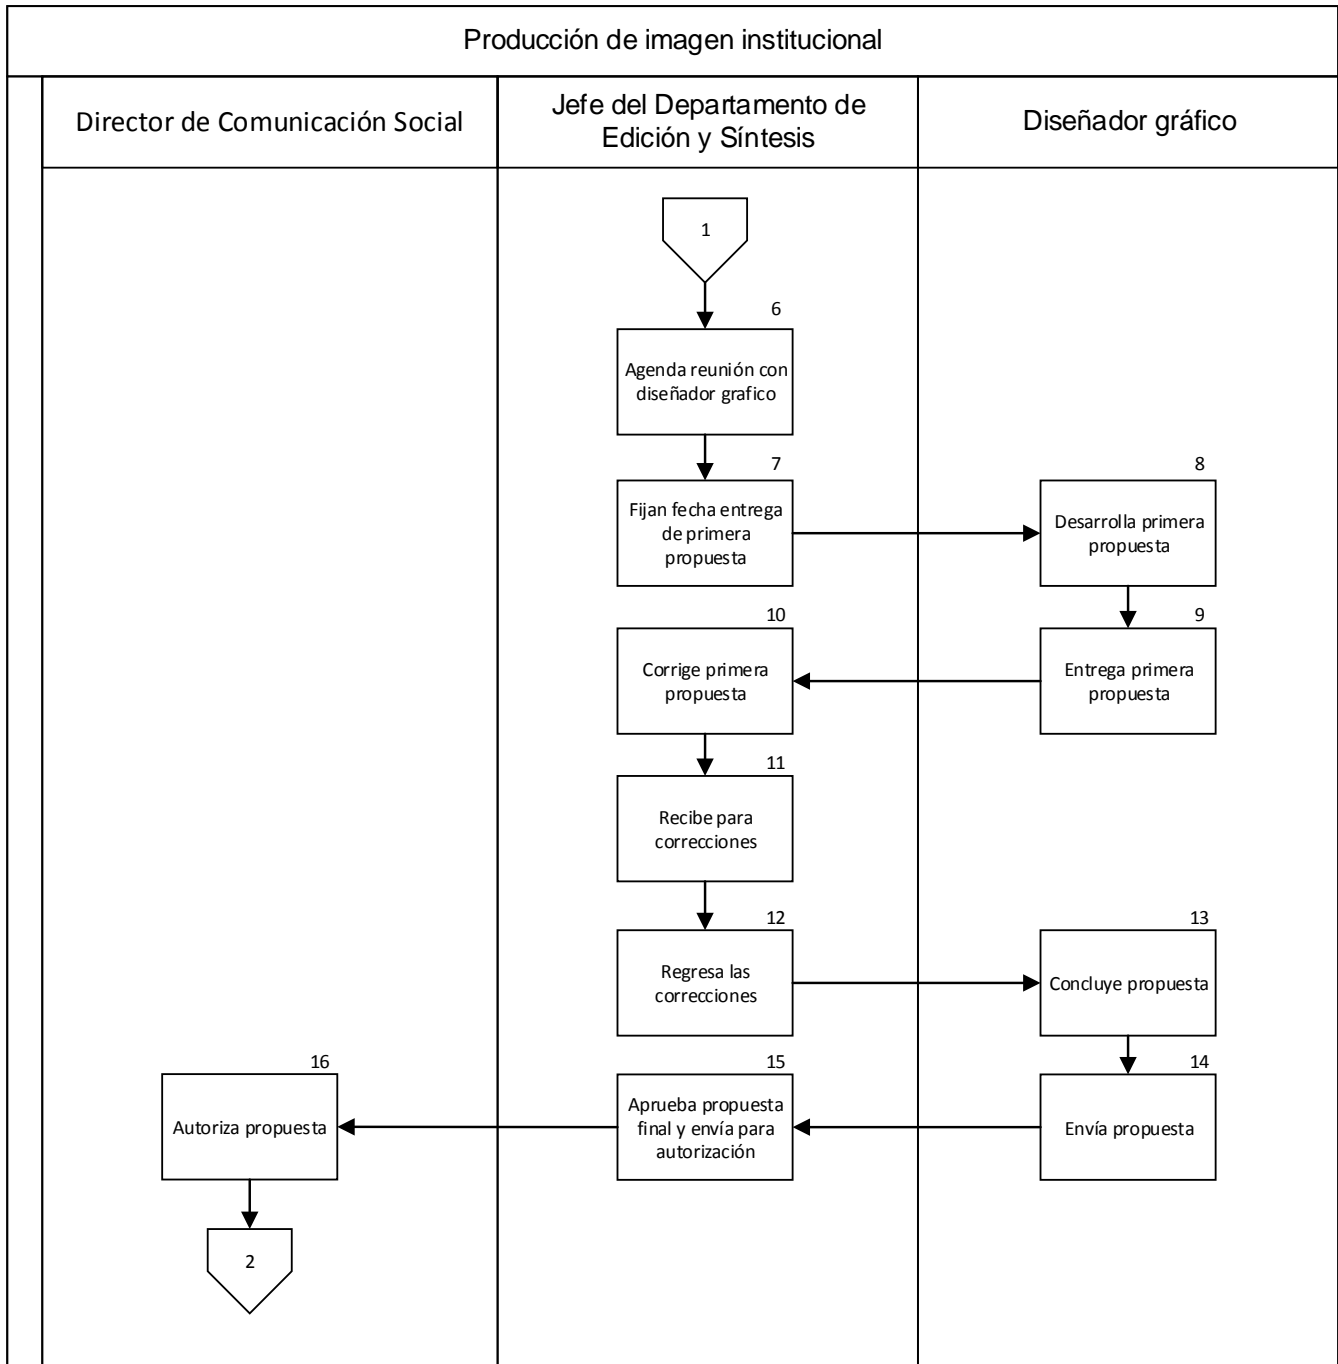 Producción de imagen institucional
Director de Comunicación Social
Jefe del Departamento de
Edición y Síntesis
Diseñador gráfico
1
6
Agenda reunión con
diseñador grafico
7
Fijan fecha entrega
de primera
propuesta
8
Desarrolla primera
propuesta
9
Entrega primera
propuesta
10
Corrige primera
propuesta
11
Recibe para
correcciones
12
Regresa las
correcciones
13
Concluye propuesta
14
Envía propuesta
15
Aprueba propuesta
final y envía para
autorización
16
Autoriza propuesta
2